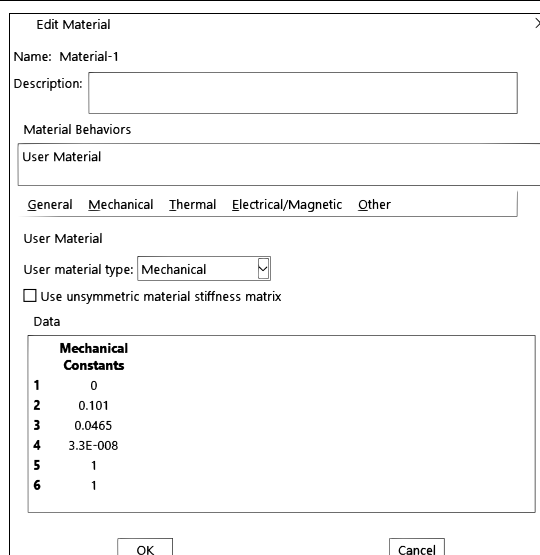 Edit Material
Name: Material-1
Description:
Material Behaviors
User Material
General Mechanical Thermal Electrical/Magnetic Other
User Material
User material type: Mechanical
Use unsymmetric material stiffness matrix
Data
Mechanical
Constants
1 0
2 0.101
3 0.0465
4 3.3E-008
5 1
6 1
OK Cancel